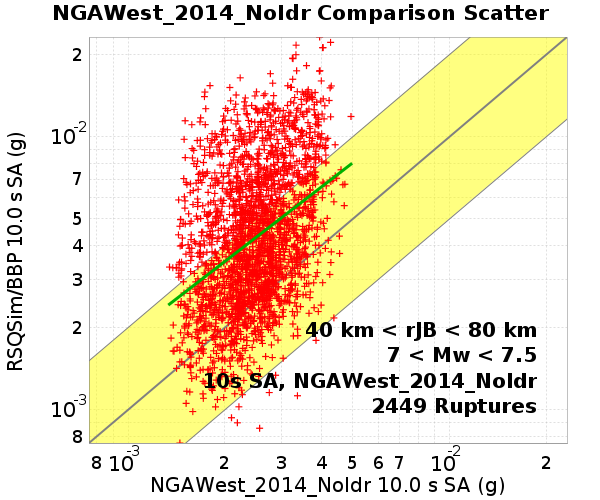 NGAWest_2014_NoIdr Comparison Scatter
2
10⁻²
7
5
4
3
2
10⁻³
8
RSQSim/BBP 10.0 s SA (g)
40 km < rJB < 80 km
7 < Mw < 7.5
10s SA, NGAWest_2014_NoIdr
2449 Ruptures
8 10⁻³ 2 3 4 5 6 7 10⁻² 2
NGAWest_2014_NoIdr 10.0 s SA (g)